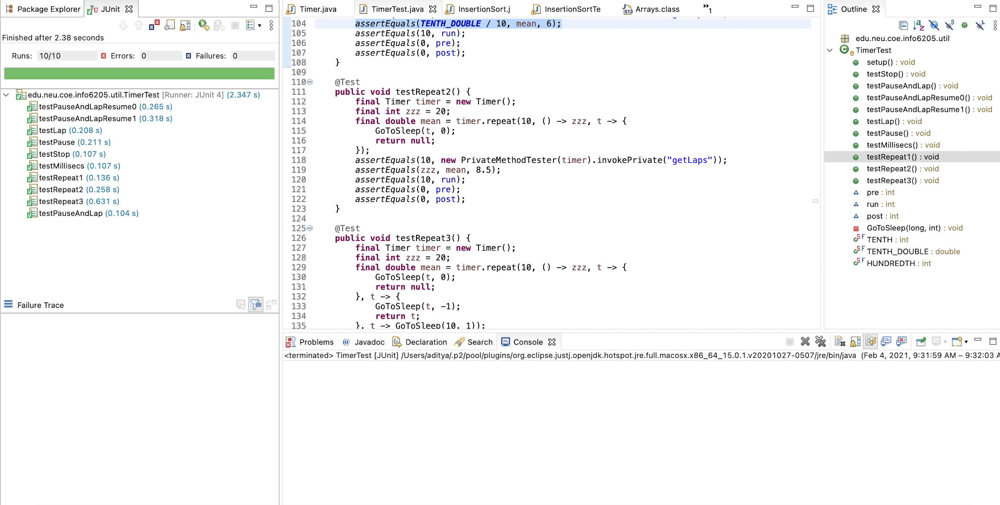 Package Explorer
JUnit
Finished after 2.38 seconds
Runs: 10/10
Errors: 0
Failures: 0
edu.neu.coe.info6205.util.TimerTest [Runner: JUnit 4] (2.347 s)
testPauseAndLapResume0 (0.265 s)
testPauseAndLapResume1 (0.318 s)
testLap (0.208 s)
testPause (0.211 s)
testStop (0.107 s)
testMillisecs (0.107 s)
testRepeat1 (0.136 s)
testRepeat2 (0.258 s)
testRepeat3 (0.631 s)
testPauseAndLap (0.104 s)
Failure Trace
Timer.java
TimerTest.java
InsertionSort.j
InsertionSortTe
Arrays.class
»1
104 assertEquals(TENTH_DOUBLE / 10, mean, 6);
105 assertEquals(10, run);
106 assertEquals(0, pre);
107 assertEquals(0, post);
108 }
109
110 @Test
111 public void testRepeat2() {
112 final Timer timer = new Timer();
113 final int zzz = 20;
114 final double mean = timer.repeat(10, () -> zzz, t -> {
115 GoToSleep(t, 0);
116 return null;
117 });
118 assertEquals(10, new PrivateMethodTester(timer).invokePrivate("getLaps"));
119 assertEquals(zzz, mean, 8.5);
120 assertEquals(10, run);
121 assertEquals(0, pre);
122 assertEquals(0, post);
123 }
124
125 @Test
126 public void testRepeat3() {
127 final Timer timer = new Timer();
128 final int zzz = 20;
129 final double mean = timer.repeat(10, () -> zzz, t -> {
130 GoToSleep(t, 0);
131 return null;
132 }, t -> {
133 GoToSleep(t, -1);
134 return t;
135 }, t -> GoToSleep(10, 1));
Outline
edu.neu.coe.info6205.util
TimerTest
setup() : void
testStop() : void
testPauseAndLap() : void
testPauseAndLapResume0() : void
testPauseAndLapResume1() : void
testLap() : void
testPause() : void
testMillisecs() : void
testRepeat1() : void
testRepeat2() : void
testRepeat3() : void
pre : int
run : int
post : int
GoToSleep(long, int) : void
TENTH : int
TENTH_DOUBLE : double
HUNDREDTH : int
Problems
@ Javadoc
Declaration
Search
Console
<terminated> TimerTest [JUnit] /Users/aditya/.p2/pool/plugins/org.eclipse.justj.openjdk.hotspot.jre.full.macosx.x86_64_15.0.1.v20201027-0507/jre/bin/java (Feb 4, 2021, 9:31:59 AM – 9:32:03 A